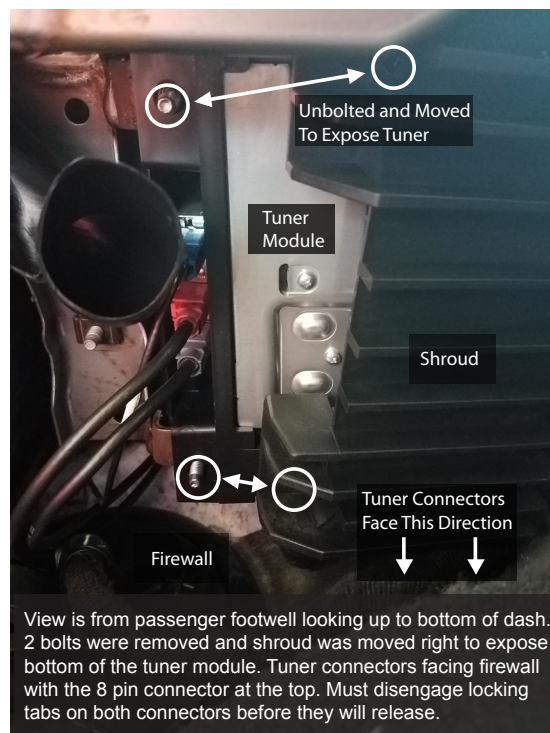 Unbolted and Moved
To Expose Tuner
Tuner
Module
Shroud
Tuner Connectors
Face This Direction
Firewall
View is from passenger footwell looking up to bottom of dash.
2 bolts were removed and shroud was moved right to expose
bottom of the tuner module. Tuner connectors facing firewall
with the 8 pin connector at the top. Must disengage locking
tabs on both connectors before they will release.